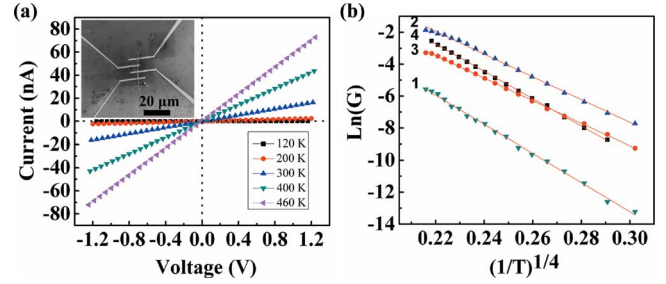 (a)
80
60
40
20
0
-20
-40
-60
-80
Current (nA)
20 μm
120 K
200 K
300 K
400 K
460 K
-1.2 -0.8 -0.4 0.0 0.4 0.8 1.2
Voltage (V)
(b)
-2
-4
-6
-8
-10
-12
-14
Ln(G)
2
4
3
1
0.22 0.24 0.26 0.28 0.30
(1/T)1/4